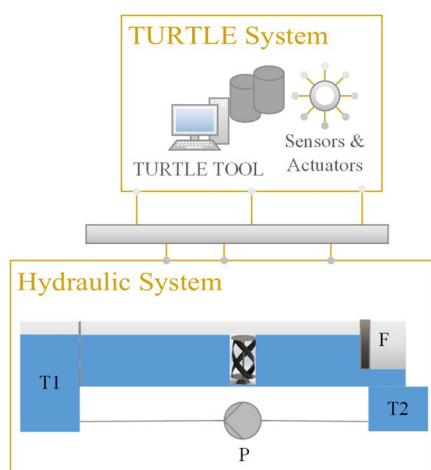 TURTLE System
TURTLE TOOL
Sensors &
Actuators
Hydraulic System
T1
F
T2
P